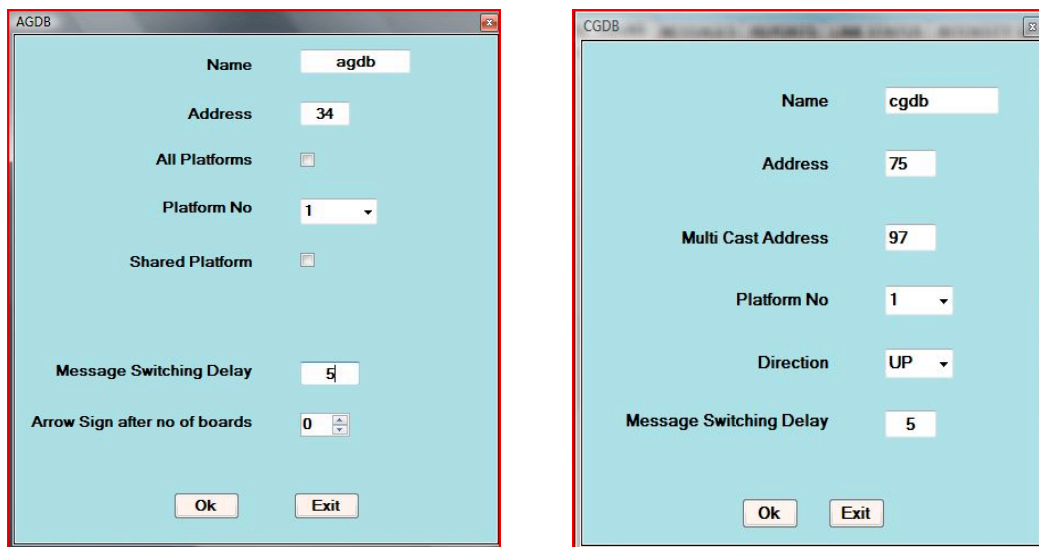 AGDB
Name agdb
Address 34
All Platforms
Platform No 1
Shared Platform
Message Switching Delay 5
Arrow Sign after no of boards 0
Ok Exit
CGDB
Name cgdb
Address 75
Multi Cast Address 97
Platform No 1
Direction UP
Message Switching Delay 5
Ok Exit